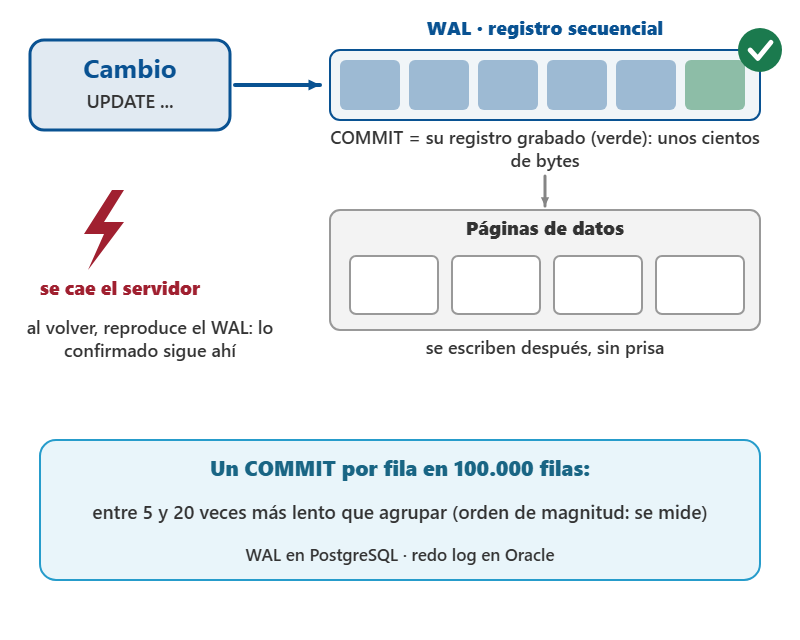 WAL · registro secuencial
Cambio
UPDATE ...
COMMIT = su registro grabado (verde): unos cientos
de bytes
Páginas de datos
se cae el servidor
al volver, reproduce el WAL: lo
confirmado sigue ahí
se escriben después, sin prisa
Un COMMIT por fila en 100.000 filas:
entre 5 y 20 veces más lento que agrupar (orden de magnitud: se mide)
WAL en PostgreSQL · redo log en Oracle